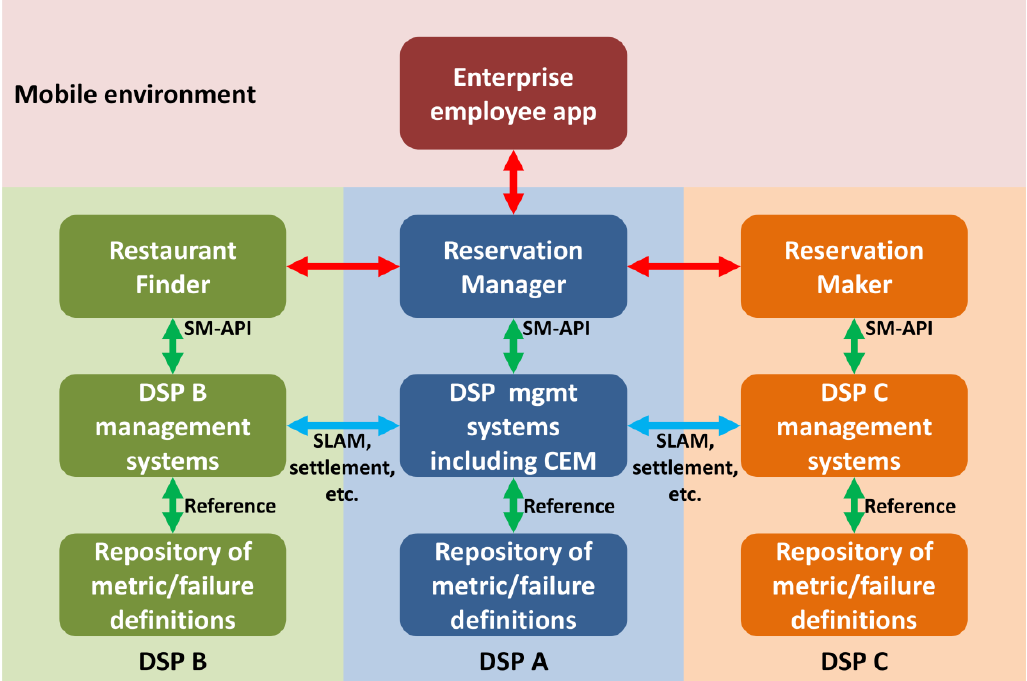 Mobile environment
Enterprise
employee app
Restaurant
Finder
Reservation
Manager
Reservation
Maker
SM-API
SM-API
SM-API
DSP B
management
systems
SLAM,
settlement,
etc.
DSP mgmt
systems
including CEM
SLAM,
settlement,
etc.
DSP C
management
systems
Reference
Reference
Reference
Repository of
metric/failure
definitions
Repository of
metric/failure
definitions
Repository of
metric/failure
definitions
DSP B
DSP A
DSP C